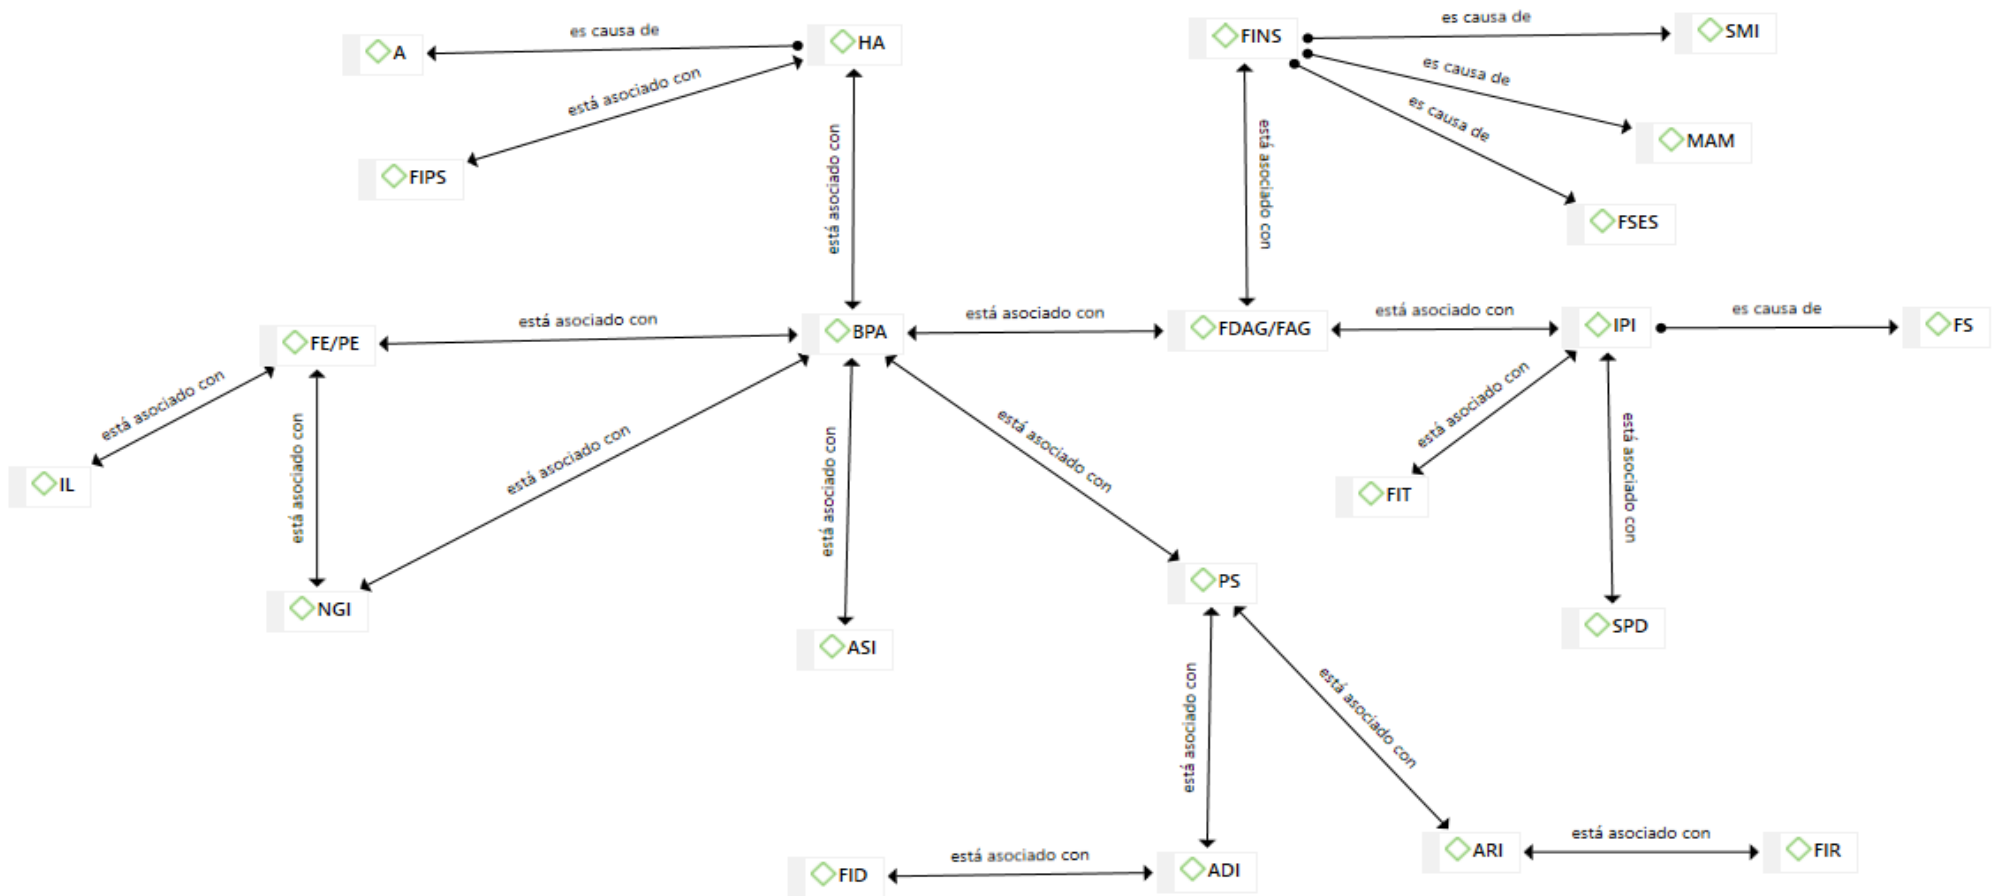 es causa de
es causa de
A
HA
FINS
SMI
está asociado con
es causa de
es causa de
FIPS
MAM
está asociado con
está asociado con
FSES
está asociado con
está asociado con
está asociado con
es causa de
FE/PE
BPA
FDAG/FAG
IPI
FS
está asociado con
está asociado con
está asociado con
está asociado con
está asociado con
está asociado con
está asociado con
IL
FIT
NGI
PS
ASI
SPD
está asociado con
está asociado con
está asociado con
está asociado con
FID
ADI
ARI
FIR